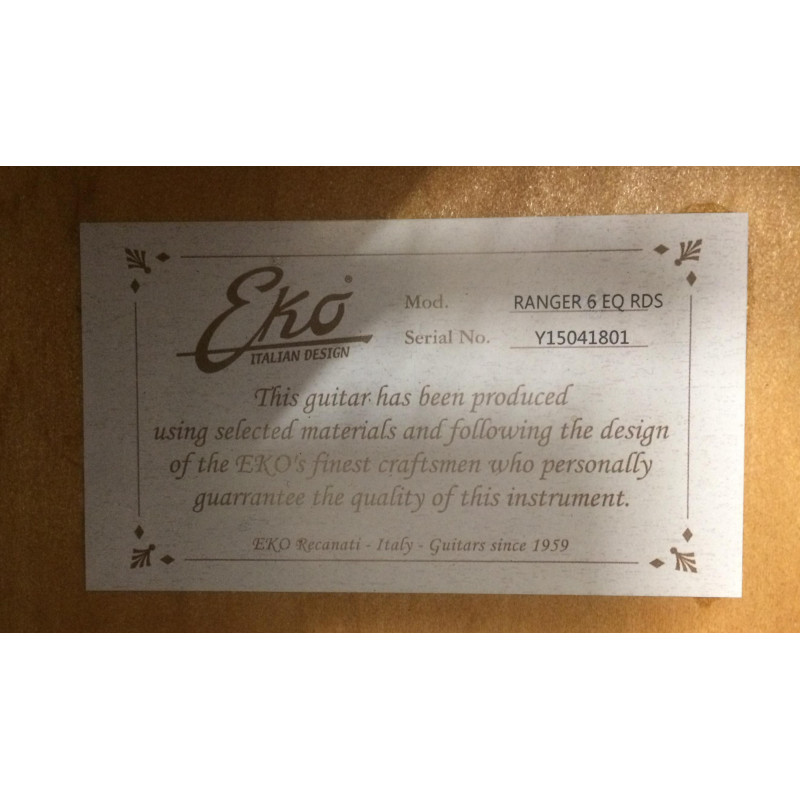 Eko
ITALIAN DESIGN
Mod. RANGER 6 EQ RDS
Serial No. Y15041801
This guitar has been produced
using selected materials and following the design
of the EKO's finest craftsmen who personally
guarrantee the quality of this instrument.
EKO Recanati - Italy - Guitars since 1959